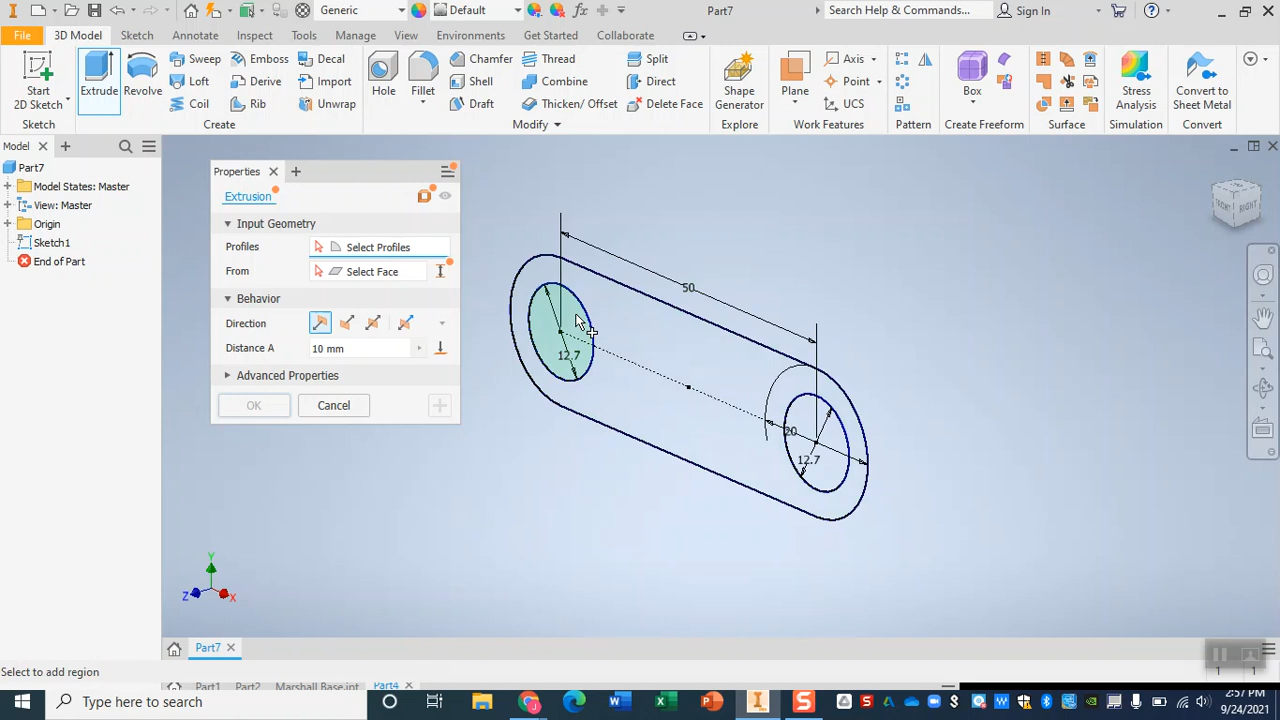 Generic
Default
Part7
Search Help & Commands...
Sign In
File
3D Model
Sketch
Annotate
Inspect
Tools
Manage
View
Environments
Get Started
Collaborate
Start
2D Sketch
Extrude
Revolve
Sweep
Emboss
Decal
Loft
Derive
Import
Coil
Rib
Unwrap
Hole
Fillet
Chamfer
Thread
Split
Shell
Combine
Direct
Draft
Thicken/ Offset
Delete Face
Shape
Generator
Plane
Axis
Point
UCS
Box
Stress
Analysis
Convert to
Sheet Metal
Sketch
Create
Modify
Explore
Work Features
Pattern
Create Freeform
Surface
Simulation
Convert
Model
Part7
Model States: Master
View: Master
Origin
Sketch1
End of Part
Properties
Extrusion
Input Geometry
Profiles
Select Profiles
From
Select Face
Behavior
Direction
Distance A
10 mm
Advanced Properties
OK
Cancel
FRONT
RIGHT
50
12.7
20
12.7
Y
Z
X
Part7
Select to add region
1
1
Part1
Part2
Marshall Base.ipt
Part4
Type here to search
2:57 PM
9/24/2021